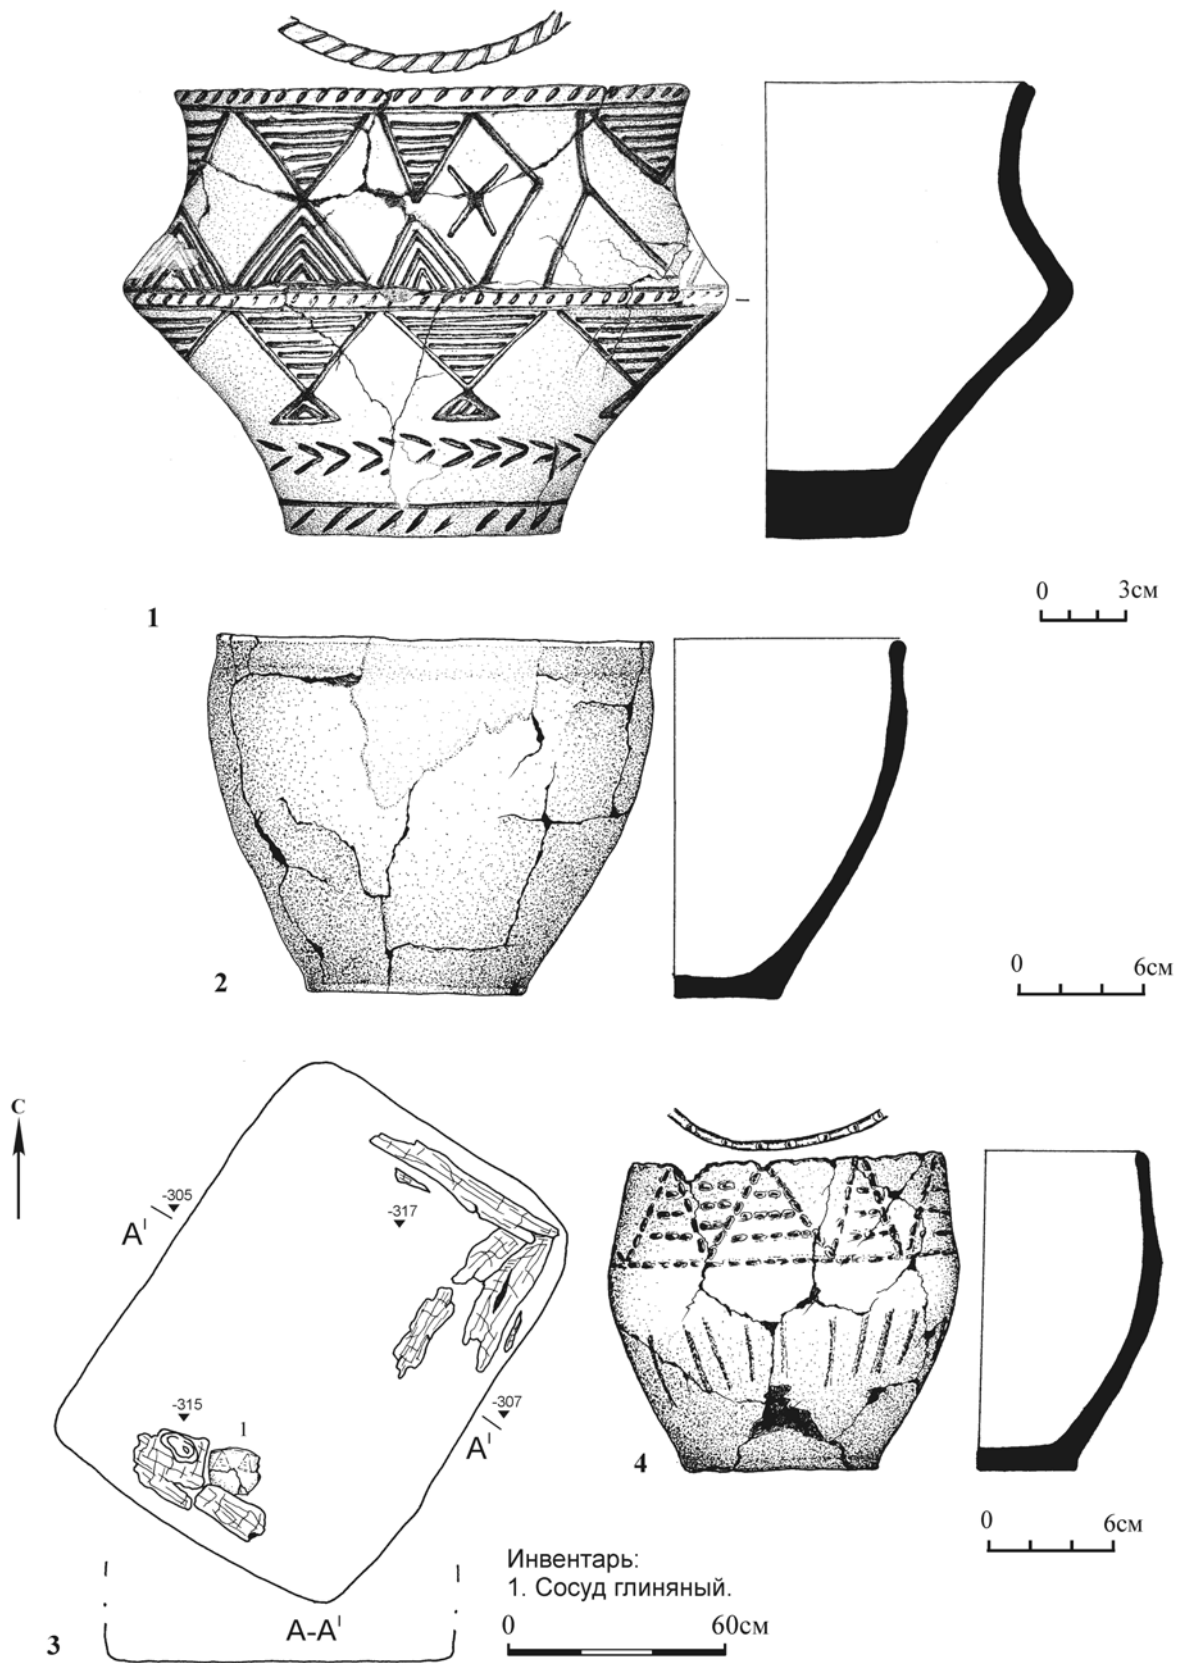 0 3см
1
2
0 6см
С
-305
А'
-317
-315
1
-307
А'
4
0 6см
Инвентарь:
1. Сосуд глиняный.
А-А'
3
0 60см